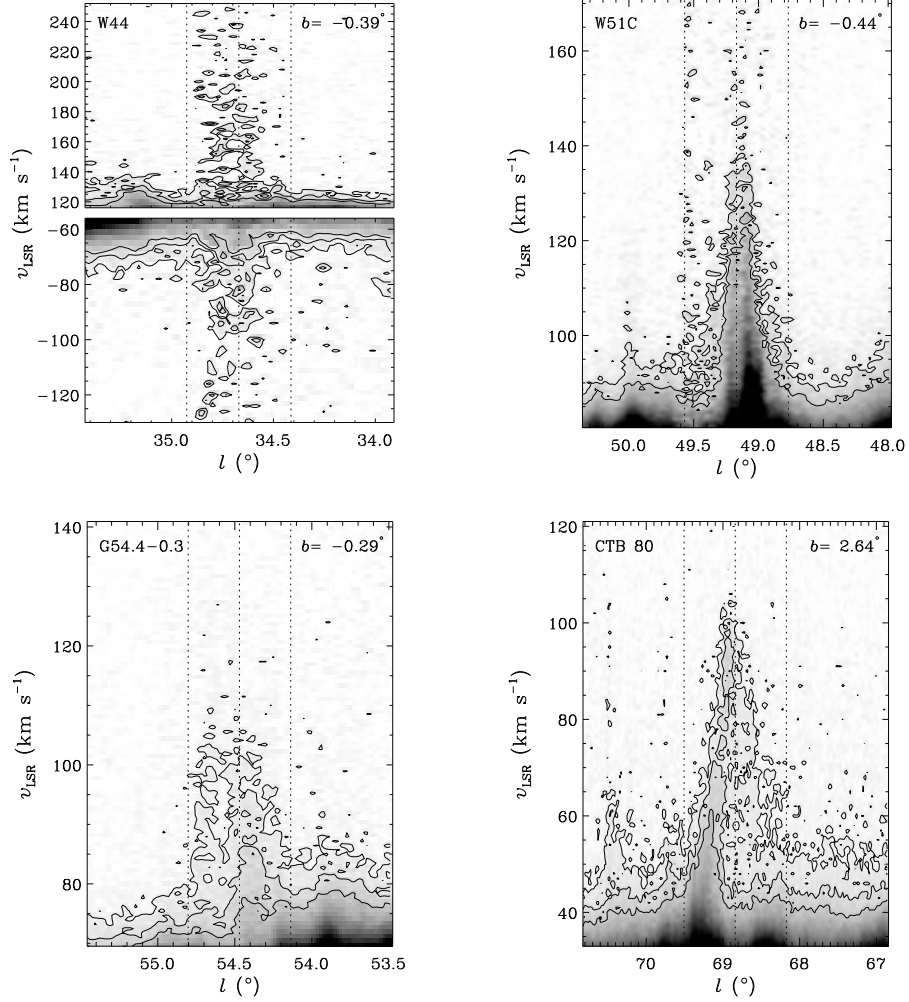 W44 b= −0.39°
240
220
200
180
160
140
120
−60
−80
−100
−120
v_LSR (km s⁻¹)
35.0 34.5 34.0
l (°)
W51C b= −0.44°
160
140
120
100
v_LSR (km s⁻¹)
50.0 49.5 49.0 48.5 48.0
l (°)
G54.4−0.3 b= −0.29°
140
120
100
80
v_LSR (km s⁻¹)
55.0 54.5 54.0 53.5
l (°)
CTB 80 b= 2.64°
120
100
80
60
40
v_LSR (km s⁻¹)
70 69 68 67
l (°)